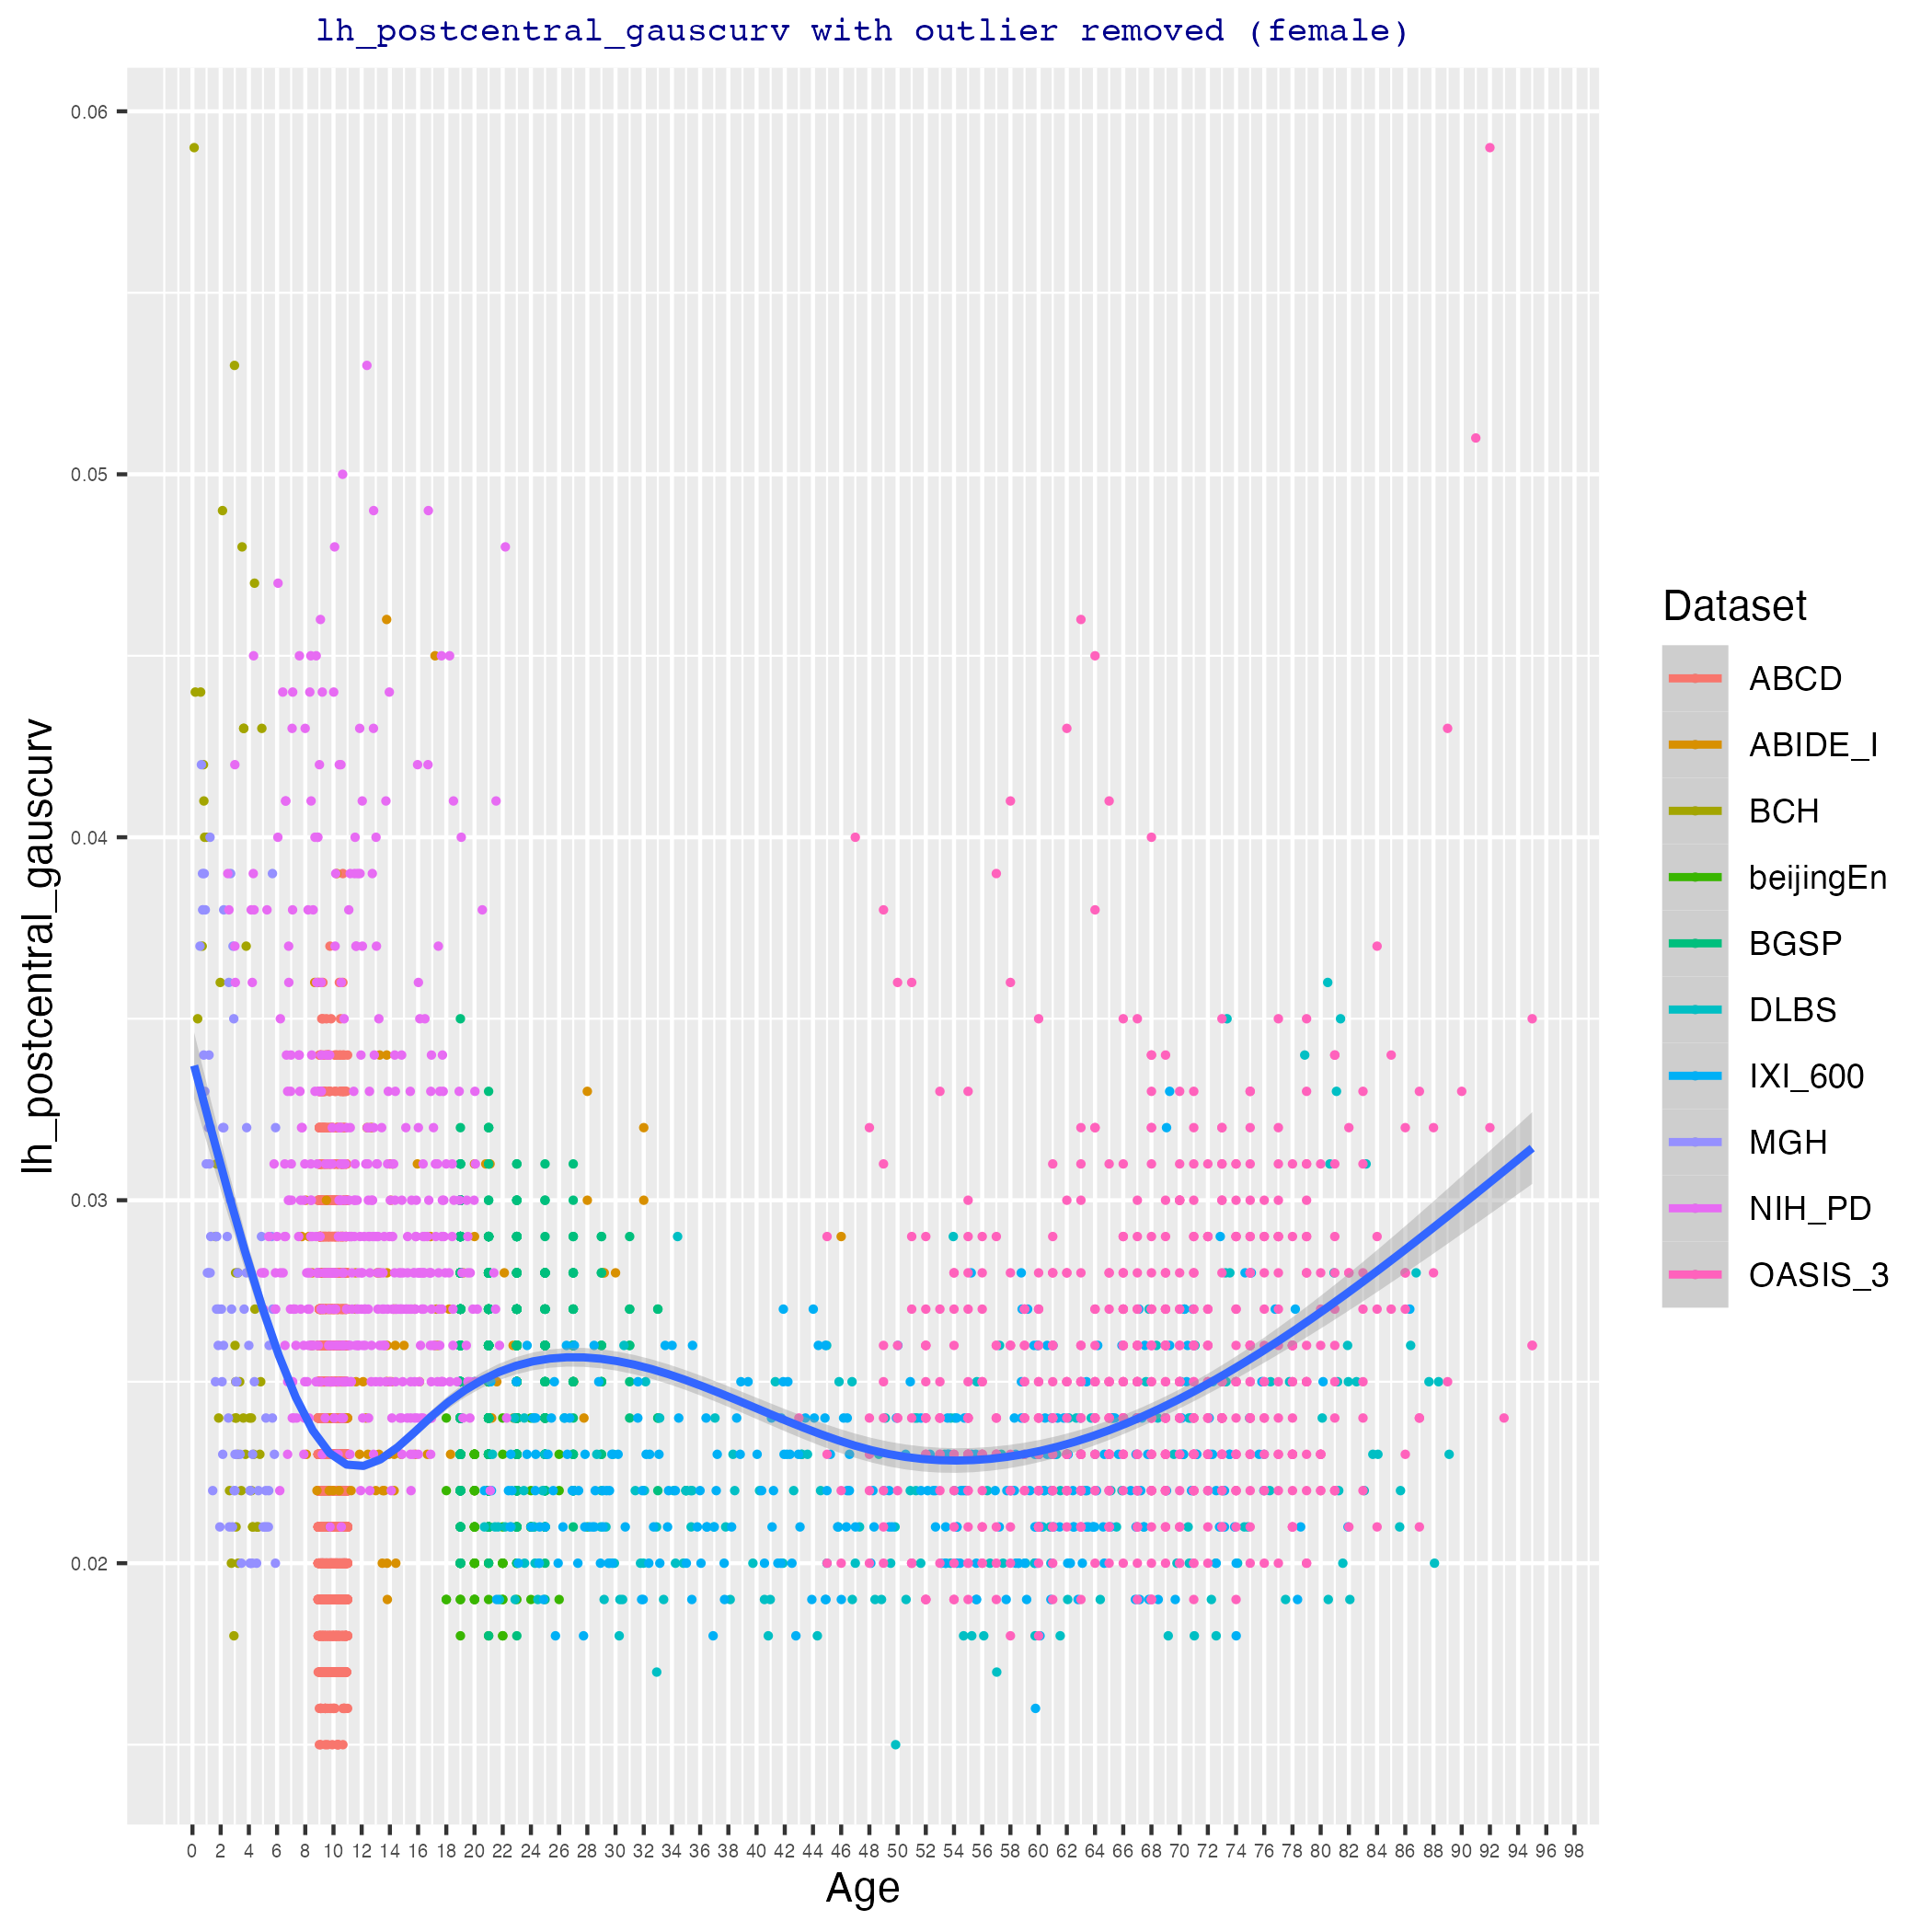 lh_postcentral_gauscurv with outlier removed (female)
0.06
0.05
0.04
0.03
0.02
lh_postcentral_gauscurv
0 2 4 6 8 10 12 14 16 18 20 22 24 26 28 30 32 34 36 38 40 42 44 46 48 50 52 54 56 58 60 62 64 66 68 70 72 74 76 78 80 82 84 86 88 90 92 94 96 98
Age
Dataset
ABCD
ABIDE_I
BCH
beijingEn
BGSP
DLBS
IXI_600
MGH
NIH_PD
OASIS_3